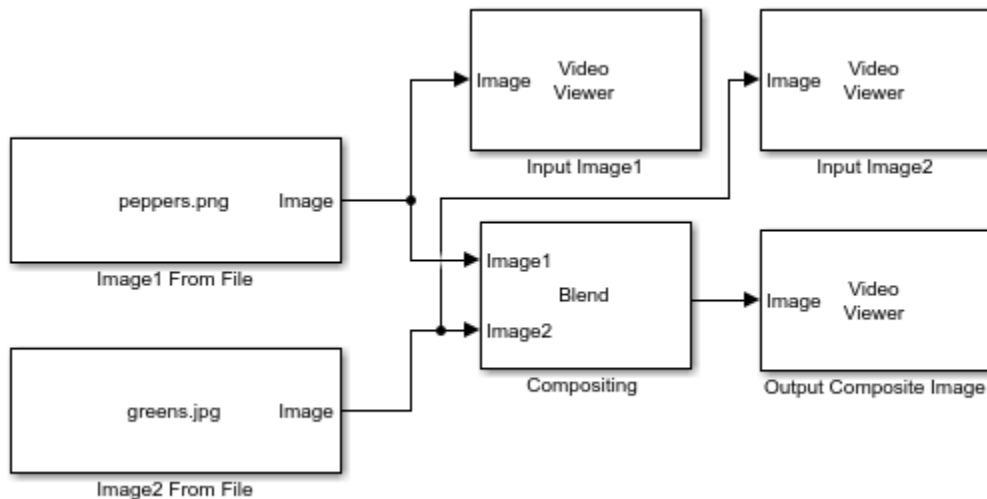 Image
Video
Viewer
Input Image1
Image
Video
Viewer
Input Image2
peppers.png
Image
Image1 From File
Image1
Blend
Image2
Compositing
Image
Video
Viewer
Output Composite Image
greens.jpg
Image
Image2 From File